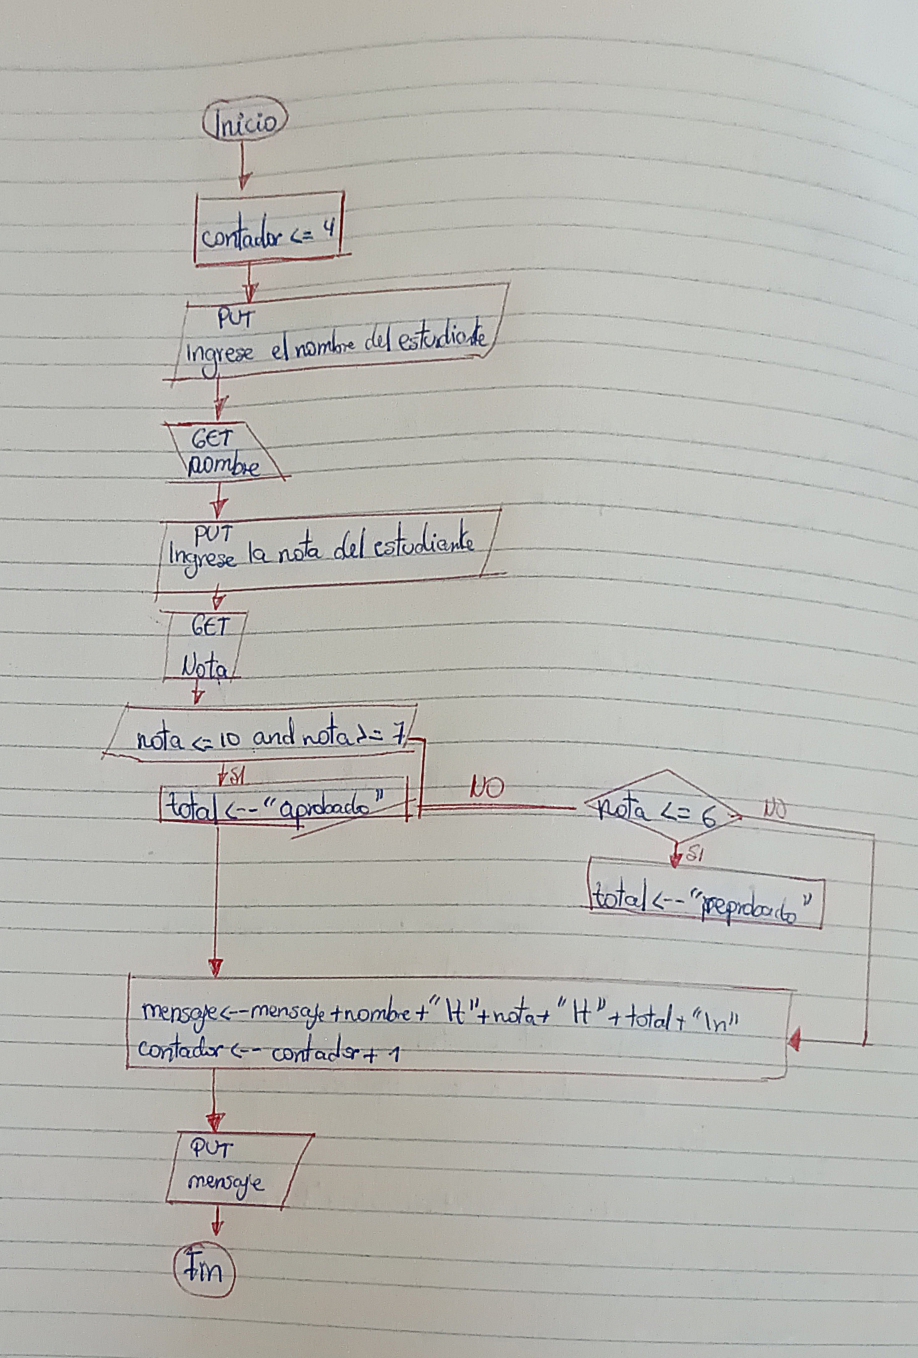 Inicio
contador <= 4
PUT
Ingrese el nombre del estudiante
GET
nombre
PUT
Ingrese la nota del estudiante
GET
Nota
nota <= 10 and nota >= 7
SI
total <-- "aprobado"
NO
nota <= 6
NO
SI
total <-- "reprobado"
mensaje <-- mensaje + nombre + "\t" + nota + "\t" + total + "\n"
contador <-- contador + 1
PUT
mensaje
Fin